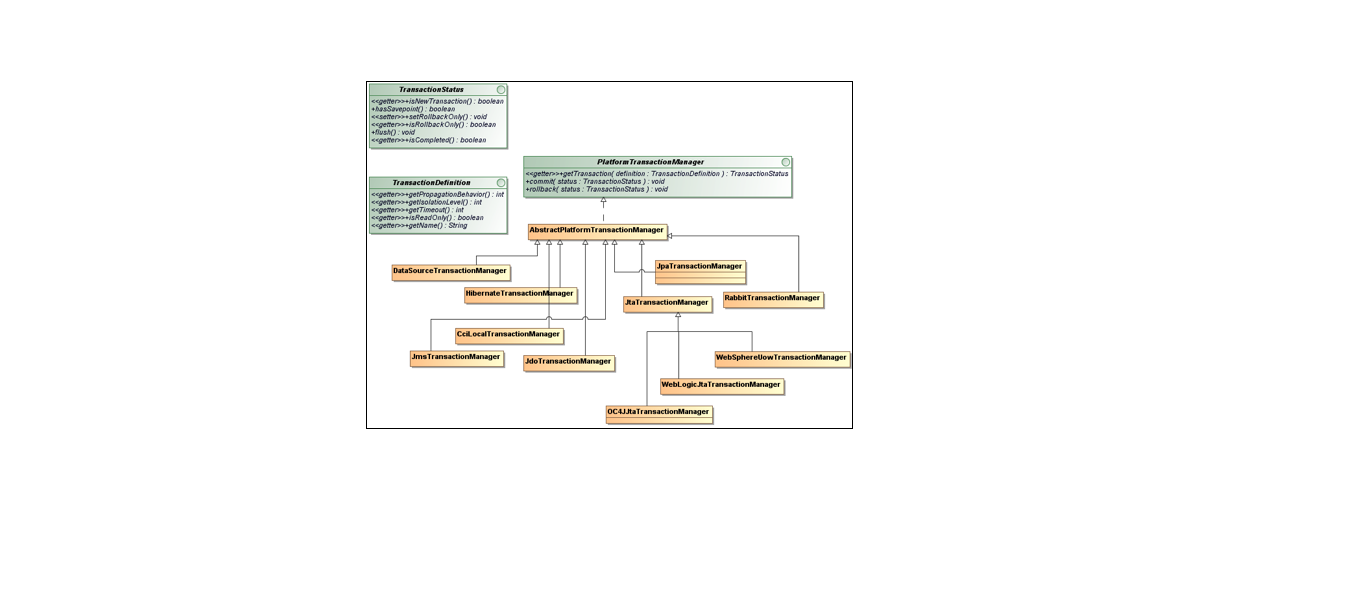 TransactionStatus
<<getter>>+isNewTransaction() : boolean
+hasSavepoint() : boolean
<<setter>>+setRollbackOnly() : void
<<getter>>+isRollbackOnly() : boolean
+flush() : void
<<getter>>+isCompleted() : boolean
PlatformTransactionManager
<<getter>>+getTransaction( definition : TransactionDefinition ) : TransactionStatus
+commit( status : TransactionStatus ) : void
+rollback( status : TransactionStatus ) : void
TransactionDefinition
<<getter>>+getPropagationBehavior() : int
<<getter>>+getIsolationLevel() : int
<<getter>>+getTimeout() : int
<<getter>>+isReadOnly() : boolean
<<getter>>+getName() : String
AbstractPlatformTransactionManager
DataSourceTransactionManager
JpaTransactionManager
HibernateTransactionManager
JtaTransactionManager
RabbitTransactionManager
CciLocalTransactionManager
JmsTransactionManager
JdoTransactionManager
WebSphereUowTransactionManager
WebLogicJtaTransactionManager
OC4JJtaTransactionManager